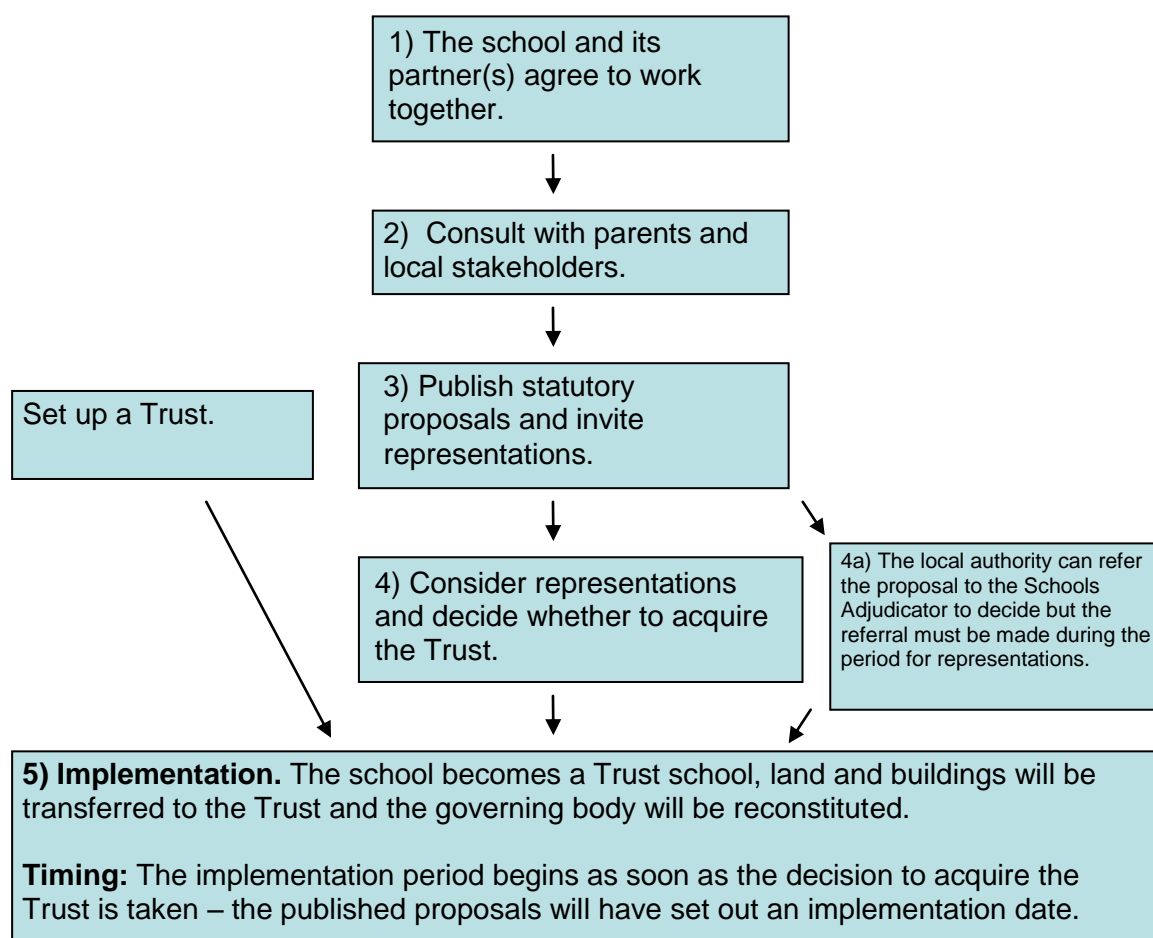 1) The school and its
partner(s) agree to work
together.
2)  Consult with parents and
local stakeholders.
3) Publish statutory
proposals and invite
representations.
Set up a Trust.
4) Consider representations
and decide whether to acquire
the Trust.
4a) The local authority can refer
the proposal to the Schools
Adjudicator to decide but the
referral must be made during the
period for representations.
5) Implementation. The school becomes a Trust school, land and buildings will be
transferred to the Trust and the governing body will be reconstituted.
Timing: The implementation period begins as soon as the decision to acquire the
Trust is taken – the published proposals will have set out an implementation date.